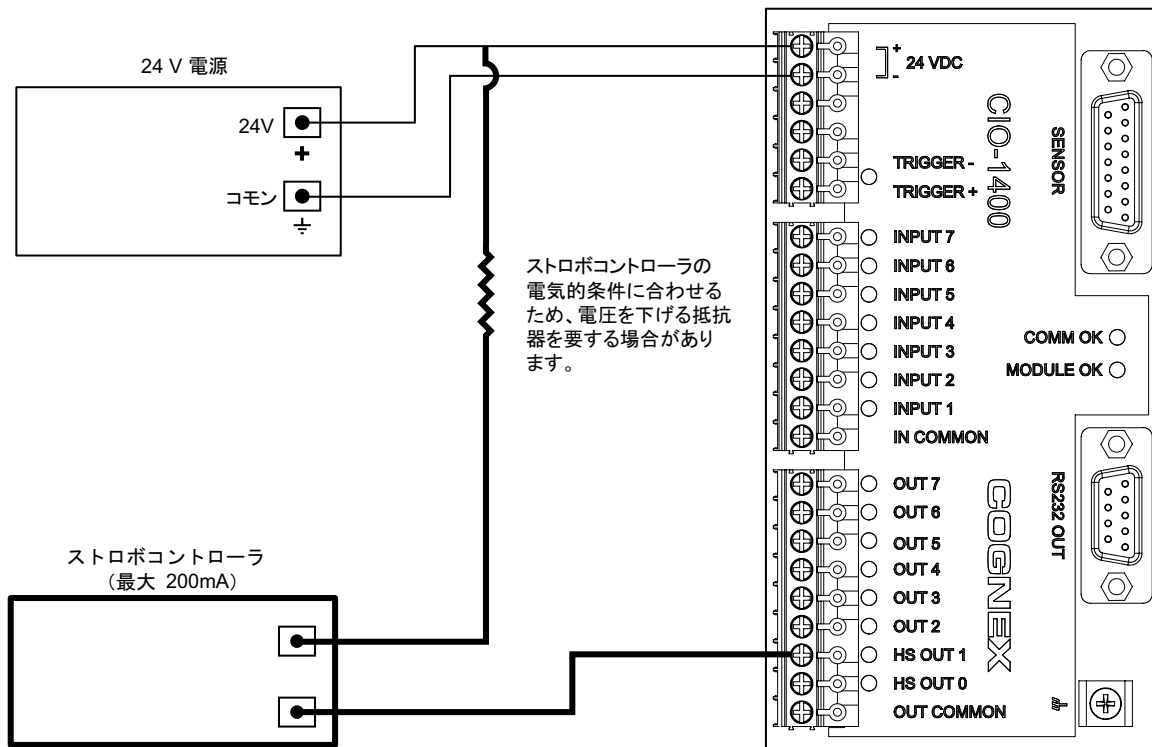 24 V 電源
24V
+
コモン
ストロボコントローラの
電気的条件に合わせる
ため、電圧を下げる抵抗
器を要する場合があり
ます。
ストロボコントローラ
（最大 200mA）
+
24 VDC
-
TRIGGER -
TRIGGER +
INPUT 7
INPUT 6
INPUT 5
INPUT 4
INPUT 3
INPUT 2
INPUT 1
IN COMMON
OUT 7
OUT 6
OUT 5
OUT 4
OUT 3
OUT 2
HS OUT 1
HS OUT 0
OUT COMMON
CIO-1400
COGNEX
SENSOR
COMM OK
MODULE OK
RS232 OUT